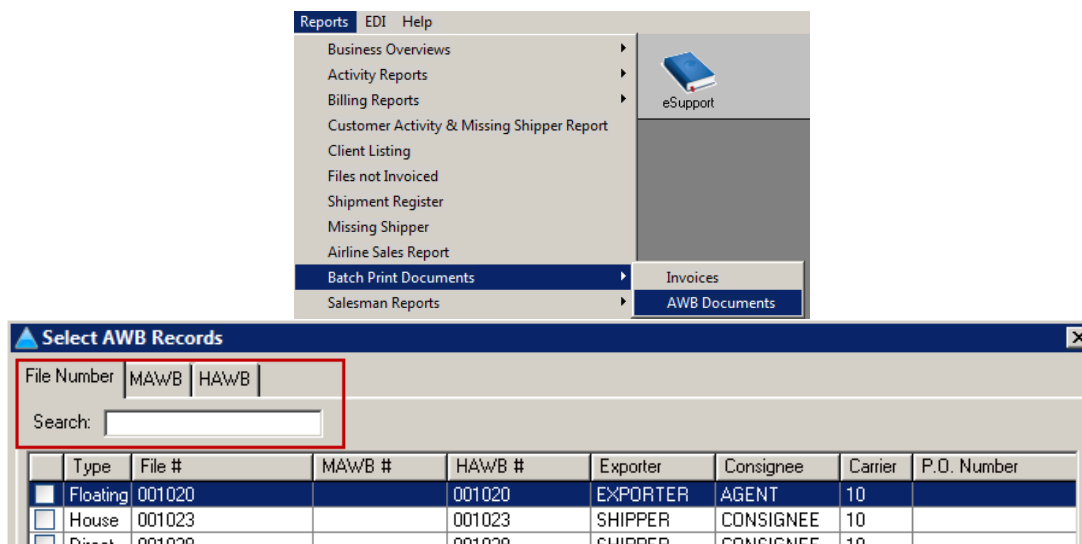 Reports EDI Help
Business Overviews
Activity Reports
Billing Reports
eSupport
Customer Activity & Missing Shipper Report
Client Listing
Files not Invoiced
Shipment Register
Missing Shipper
Airline Sales Report
Batch Print Documents
Invoices
Salesman Reports
AWB Documents
Select AWB Records
File Number MAWB HAWB
Search:
Type File # MAWB # HAWB # Exporter Consignee Carrier P.O. Number
Floating 001020 001020 EXPORTER AGENT 10
House 001023 001023 SHIPPER CONSIGNEE 10